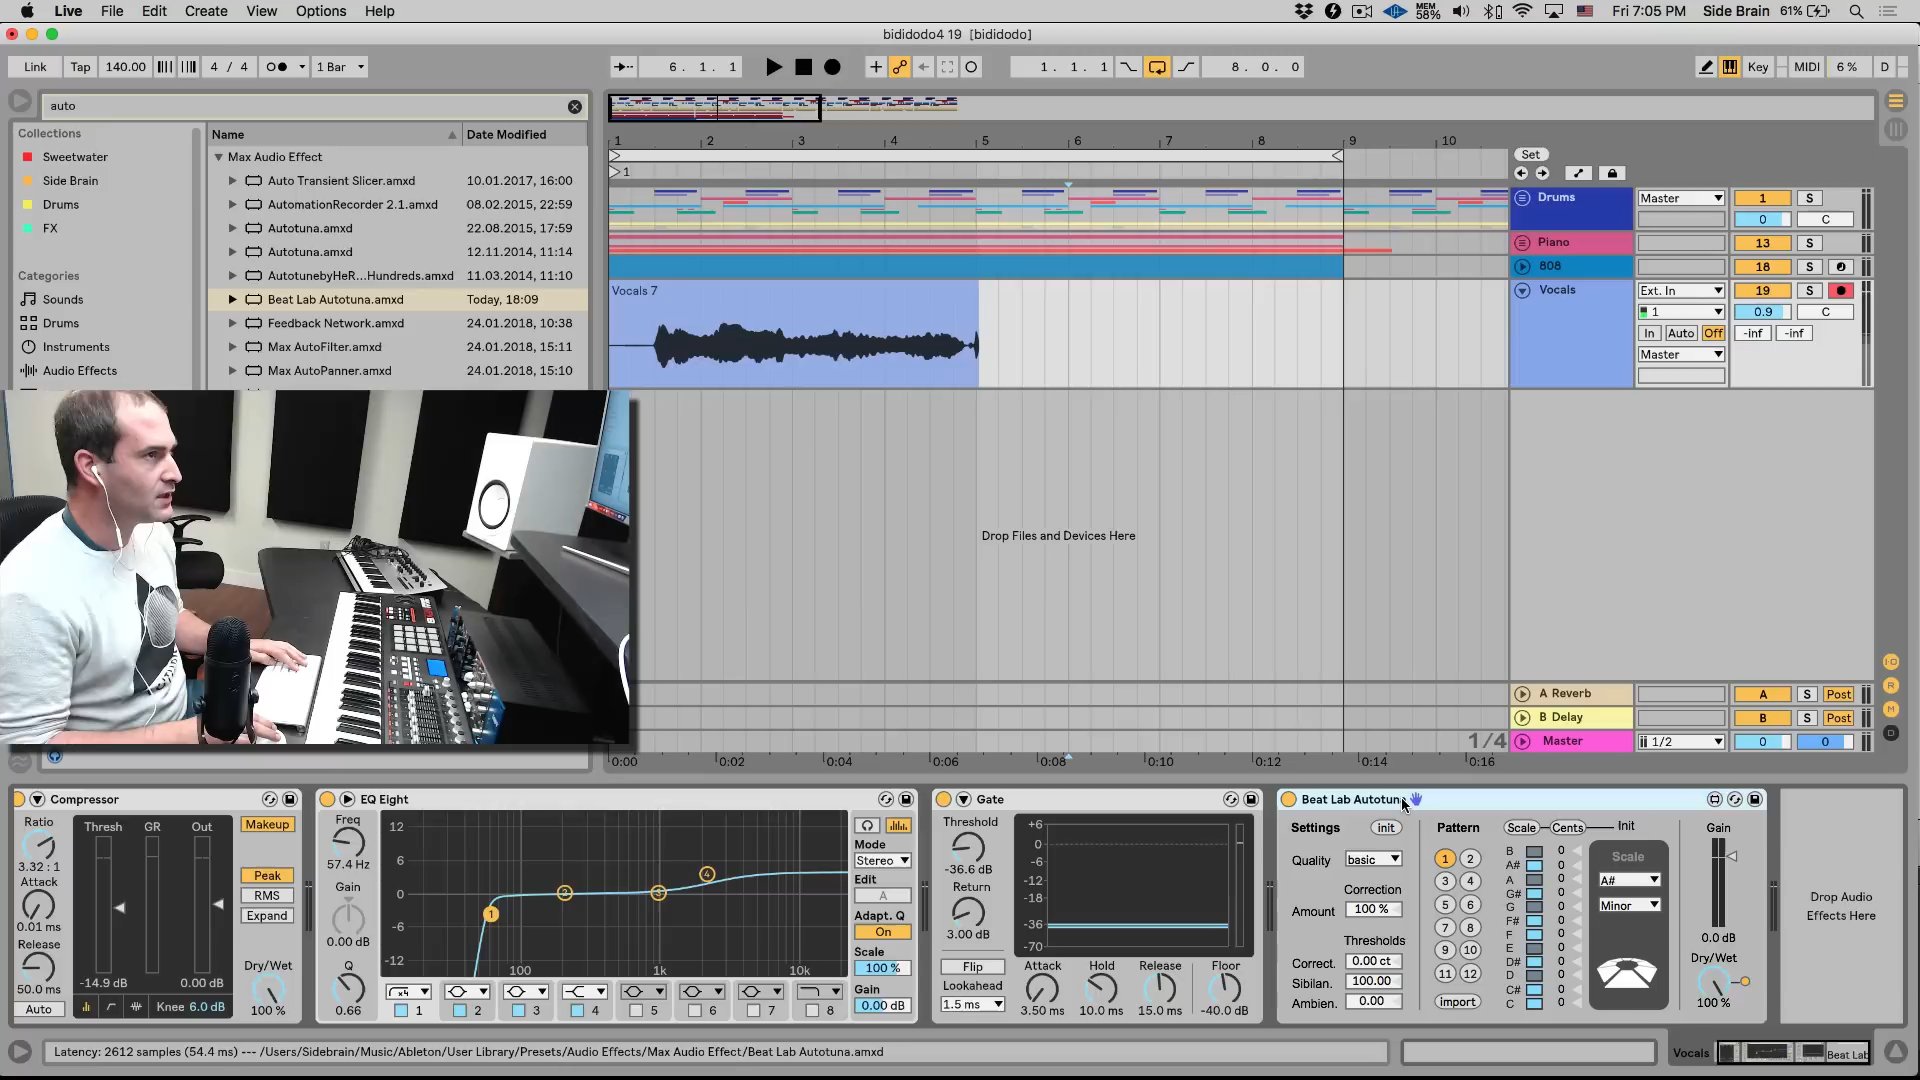 Live File Edit Create View Options Help MEM 58% Fri 7:05 PM Side Brain 61%
bididodo4 19 [bididodo]
Link Tap 140.00 4 / 4 1 Bar 6. 1. 1 1. 1. 1 8. 0. 0 Key MIDI 6 % D
auto
Collections
Sweetwater
Side Brain
Drums
FX
Categories
Sounds
Drums
Instruments
Audio Effects
Name Date Modified
Max Audio Effect
Auto Transient Slicer.amxd 10.01.2017, 16:00
AutomationRecorder 2.1.amxd 08.02.2015, 22:59
Autotuna.amxd 22.08.2015, 17:59
Autotuna.amxd 12.11.2014, 11:14
AutotunebyHeR...Hundreds.amxd 11.03.2014, 11:10
Beat Lab Autotuna.amxd Today, 18:09
Feedback Network.amxd 24.01.2018, 10:38
Max AutoFilter.amxd 24.01.2018, 15:11
Max AutoPanner.amxd 24.01.2018, 15:10
1 2 3 4 5 6 7 8 9 10
Set
1
Drums Master 1 S
0 C
Piano 13 S
808 18 S
Vocals 7
Vocals Ext. In 19 S
1 0.9 C
In Auto Off -inf -inf
Master
Drop Files and Devices Here
A Reverb A S Post
B Delay B S Post
1/4 Master 1/2 0 0
0:00 0:02 0:04 0:06 0:08 0:10 0:12 0:14 0:16
I·O
R
M
D
Compressor
Ratio
3.32 : 1
Attack
0.01 ms
Release
50.0 ms
Auto
Thresh GR Out
-14.9 dB 0.00 dB
Knee 6.0 dB
Makeup
Peak
RMS
Expand
Dry/Wet
100 %
EQ Eight
Freq
57.4 Hz
Gain
0.00 dB
Q
0.66
12
6
0
-6
-12
1 2 3 4
100 1k 10k
1 2 3 4 5 6 7 8
Mode
Stereo
Edit
A
Adapt. Q
On
Scale
100 %
Gain
0.00 dB
Gate
Threshold
-36.6 dB
Return
3.00 dB
Flip
Lookahead
1.5 ms
+6
0
-6
-12
-18
-36
-70
Attack Hold Release Floor
3.50 ms 10.0 ms 15.0 ms -40.0 dB
Beat Lab Autotuna
Settings init
Quality basic
Correction
Amount 100 %
Thresholds
Correct. 0.00 ct
Sibilan. 100.00
Ambien. 0.00
Pattern
1 2
3 4
5 6
7 8
9 10
11 12
import
Scale Cents Init
B 0
A# 0
A 0
G# 0
G 0
F# 0
F 0
E 0
D# 0
D 0
C# 0
C 0
Scale
A#
Minor
Gain
0.0 dB
Dry/Wet
100 %
Drop Audio
Effects Here
Latency: 2612 samples (54.4 ms) --- /Users/Sidebrain/Music/Ableton/User Library/Presets/Audio Effects/Max Audio Effect/Beat Lab Autotuna.amxd
Vocals Beat Lab